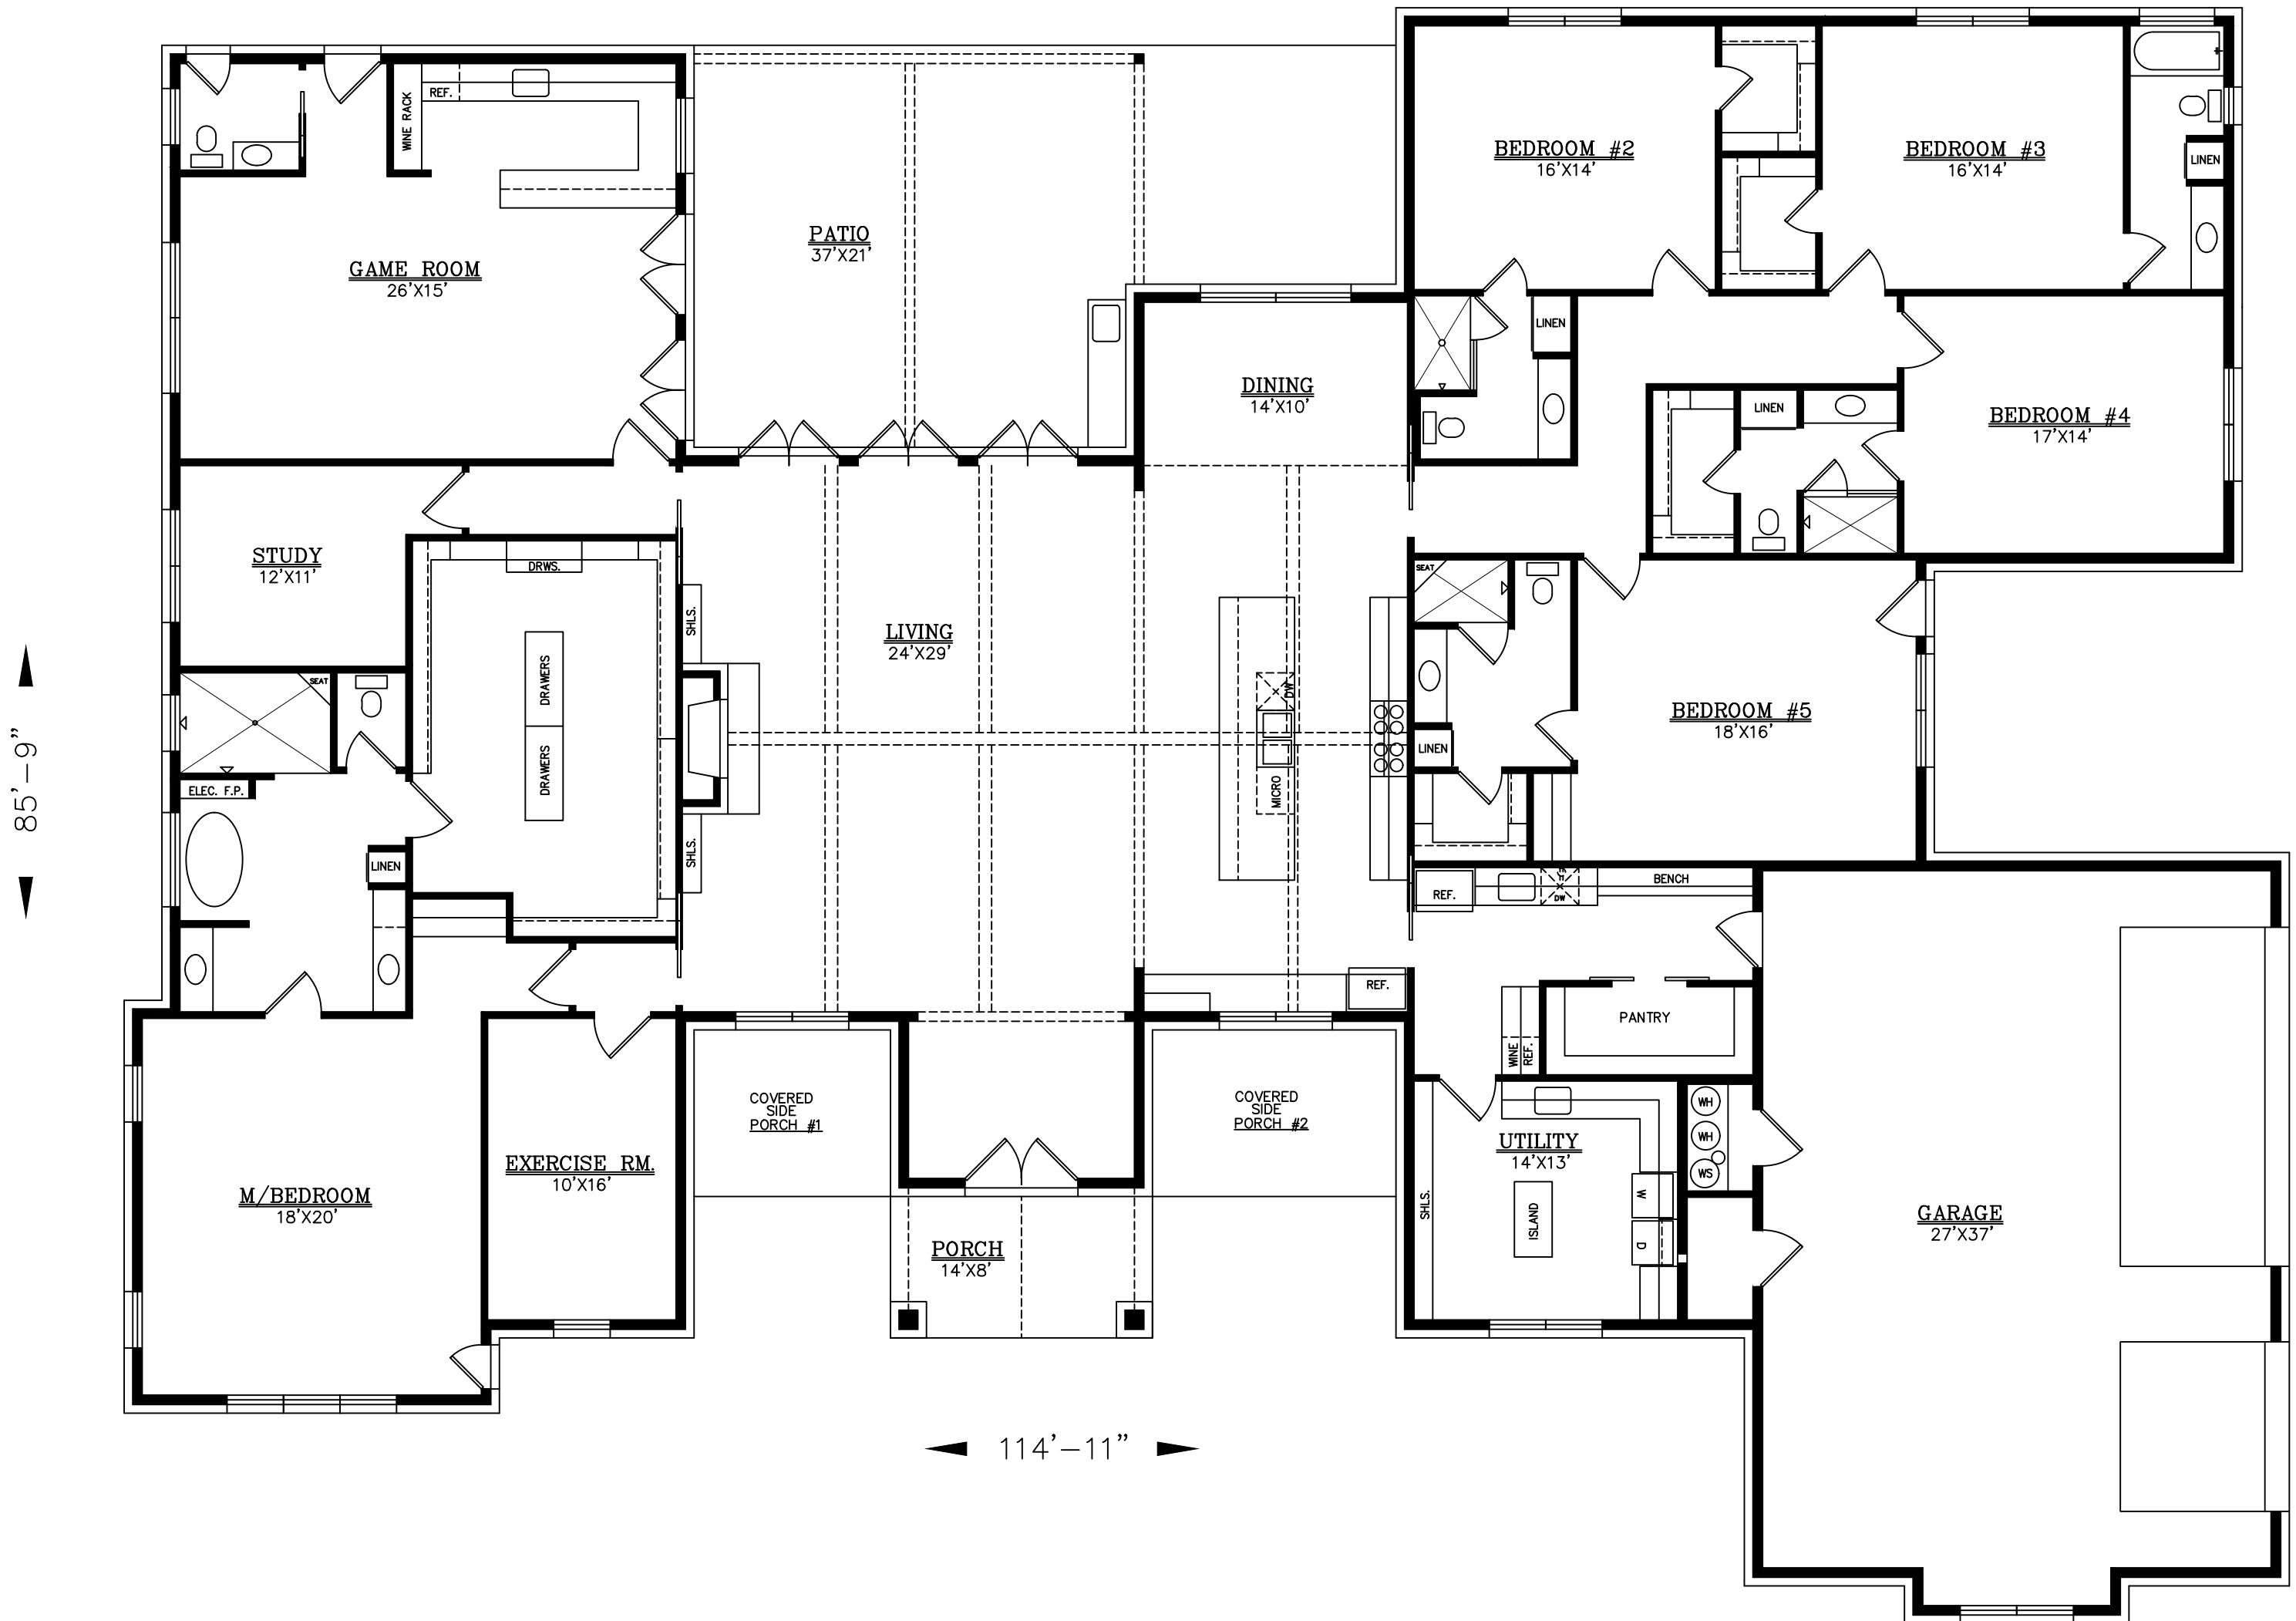 WINE RACK
REF.
GAME ROOM
26'X15'
PATIO
37'X21'
BEDROOM #2
16'X14'
BEDROOM #3
16'X14'
LINEN
DINING
14'X10'
LINEN
LINEN
BEDROOM #4
17'X14'
STUDY
12'X11'
DRWS.
SHLS.
LIVING
24'X29'
SEAT
DRAWERS
DRAWERS
SEAT
ELEC. F.P.
LINEN
SHLS.
DW
MICRO
LINEN
BEDROOM #5
18'X16'
85'-9"
REF.
DW
BENCH
REF.
WINE
REF.
PANTRY
COVERED
SIDE
PORCH #1
COVERED
SIDE
PORCH #2
EXERCISE RM.
10'X16'
M/BEDROOM
18'X20'
PORCH
14'X8'
SHLS.
UTILITY
14'X13'
ISLAND
W
D
WH
WH
WS
GARAGE
27'X37'
114'-11"